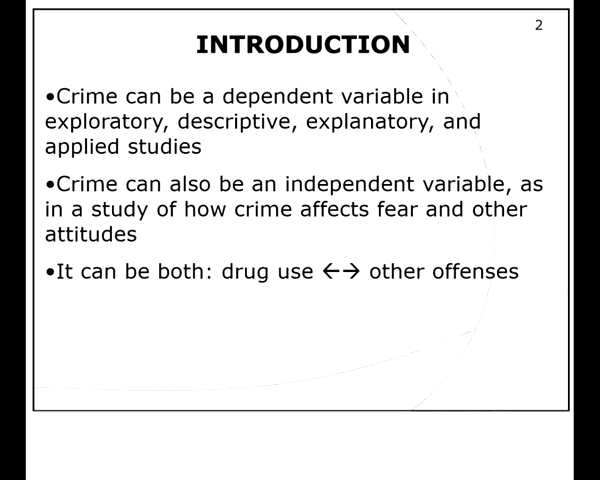 2
INTRODUCTION
•Crime can be a dependent variable in
exploratory, descriptive, explanatory, and
applied studies
•Crime can also be an independent variable, as
in a study of how crime affects fear and other
attitudes
•It can be both: drug use ←→ other offenses